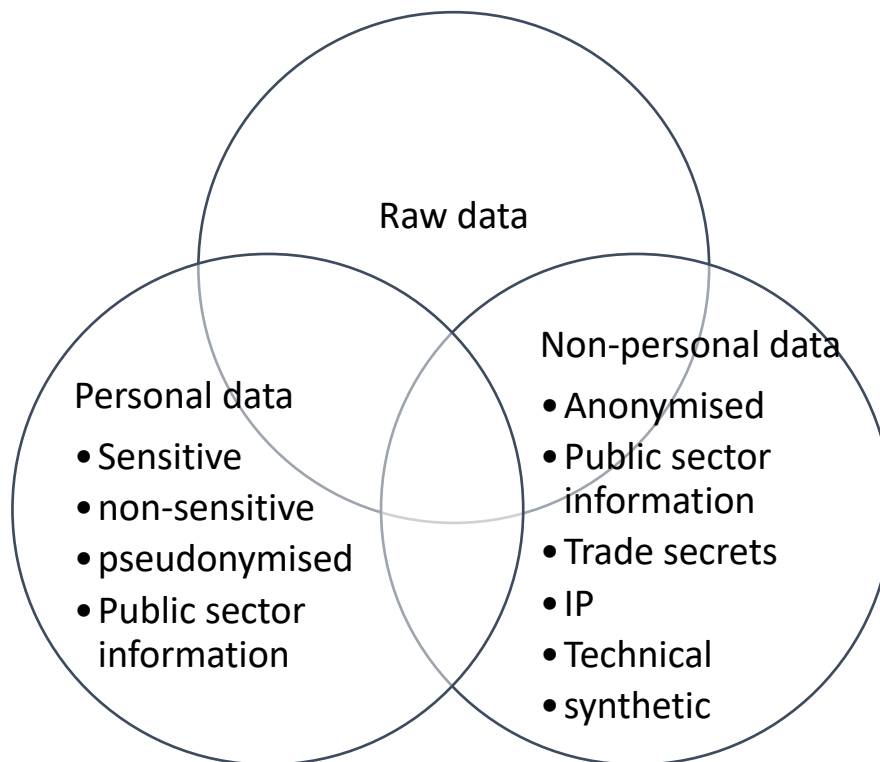 Raw data
Personal data
• Sensitive
• non-sensitive
• pseudonymised
• Public sector
information
Non-personal data
• Anonymised
• Public sector
information
• Trade secrets
• IP
• Technical
• synthetic